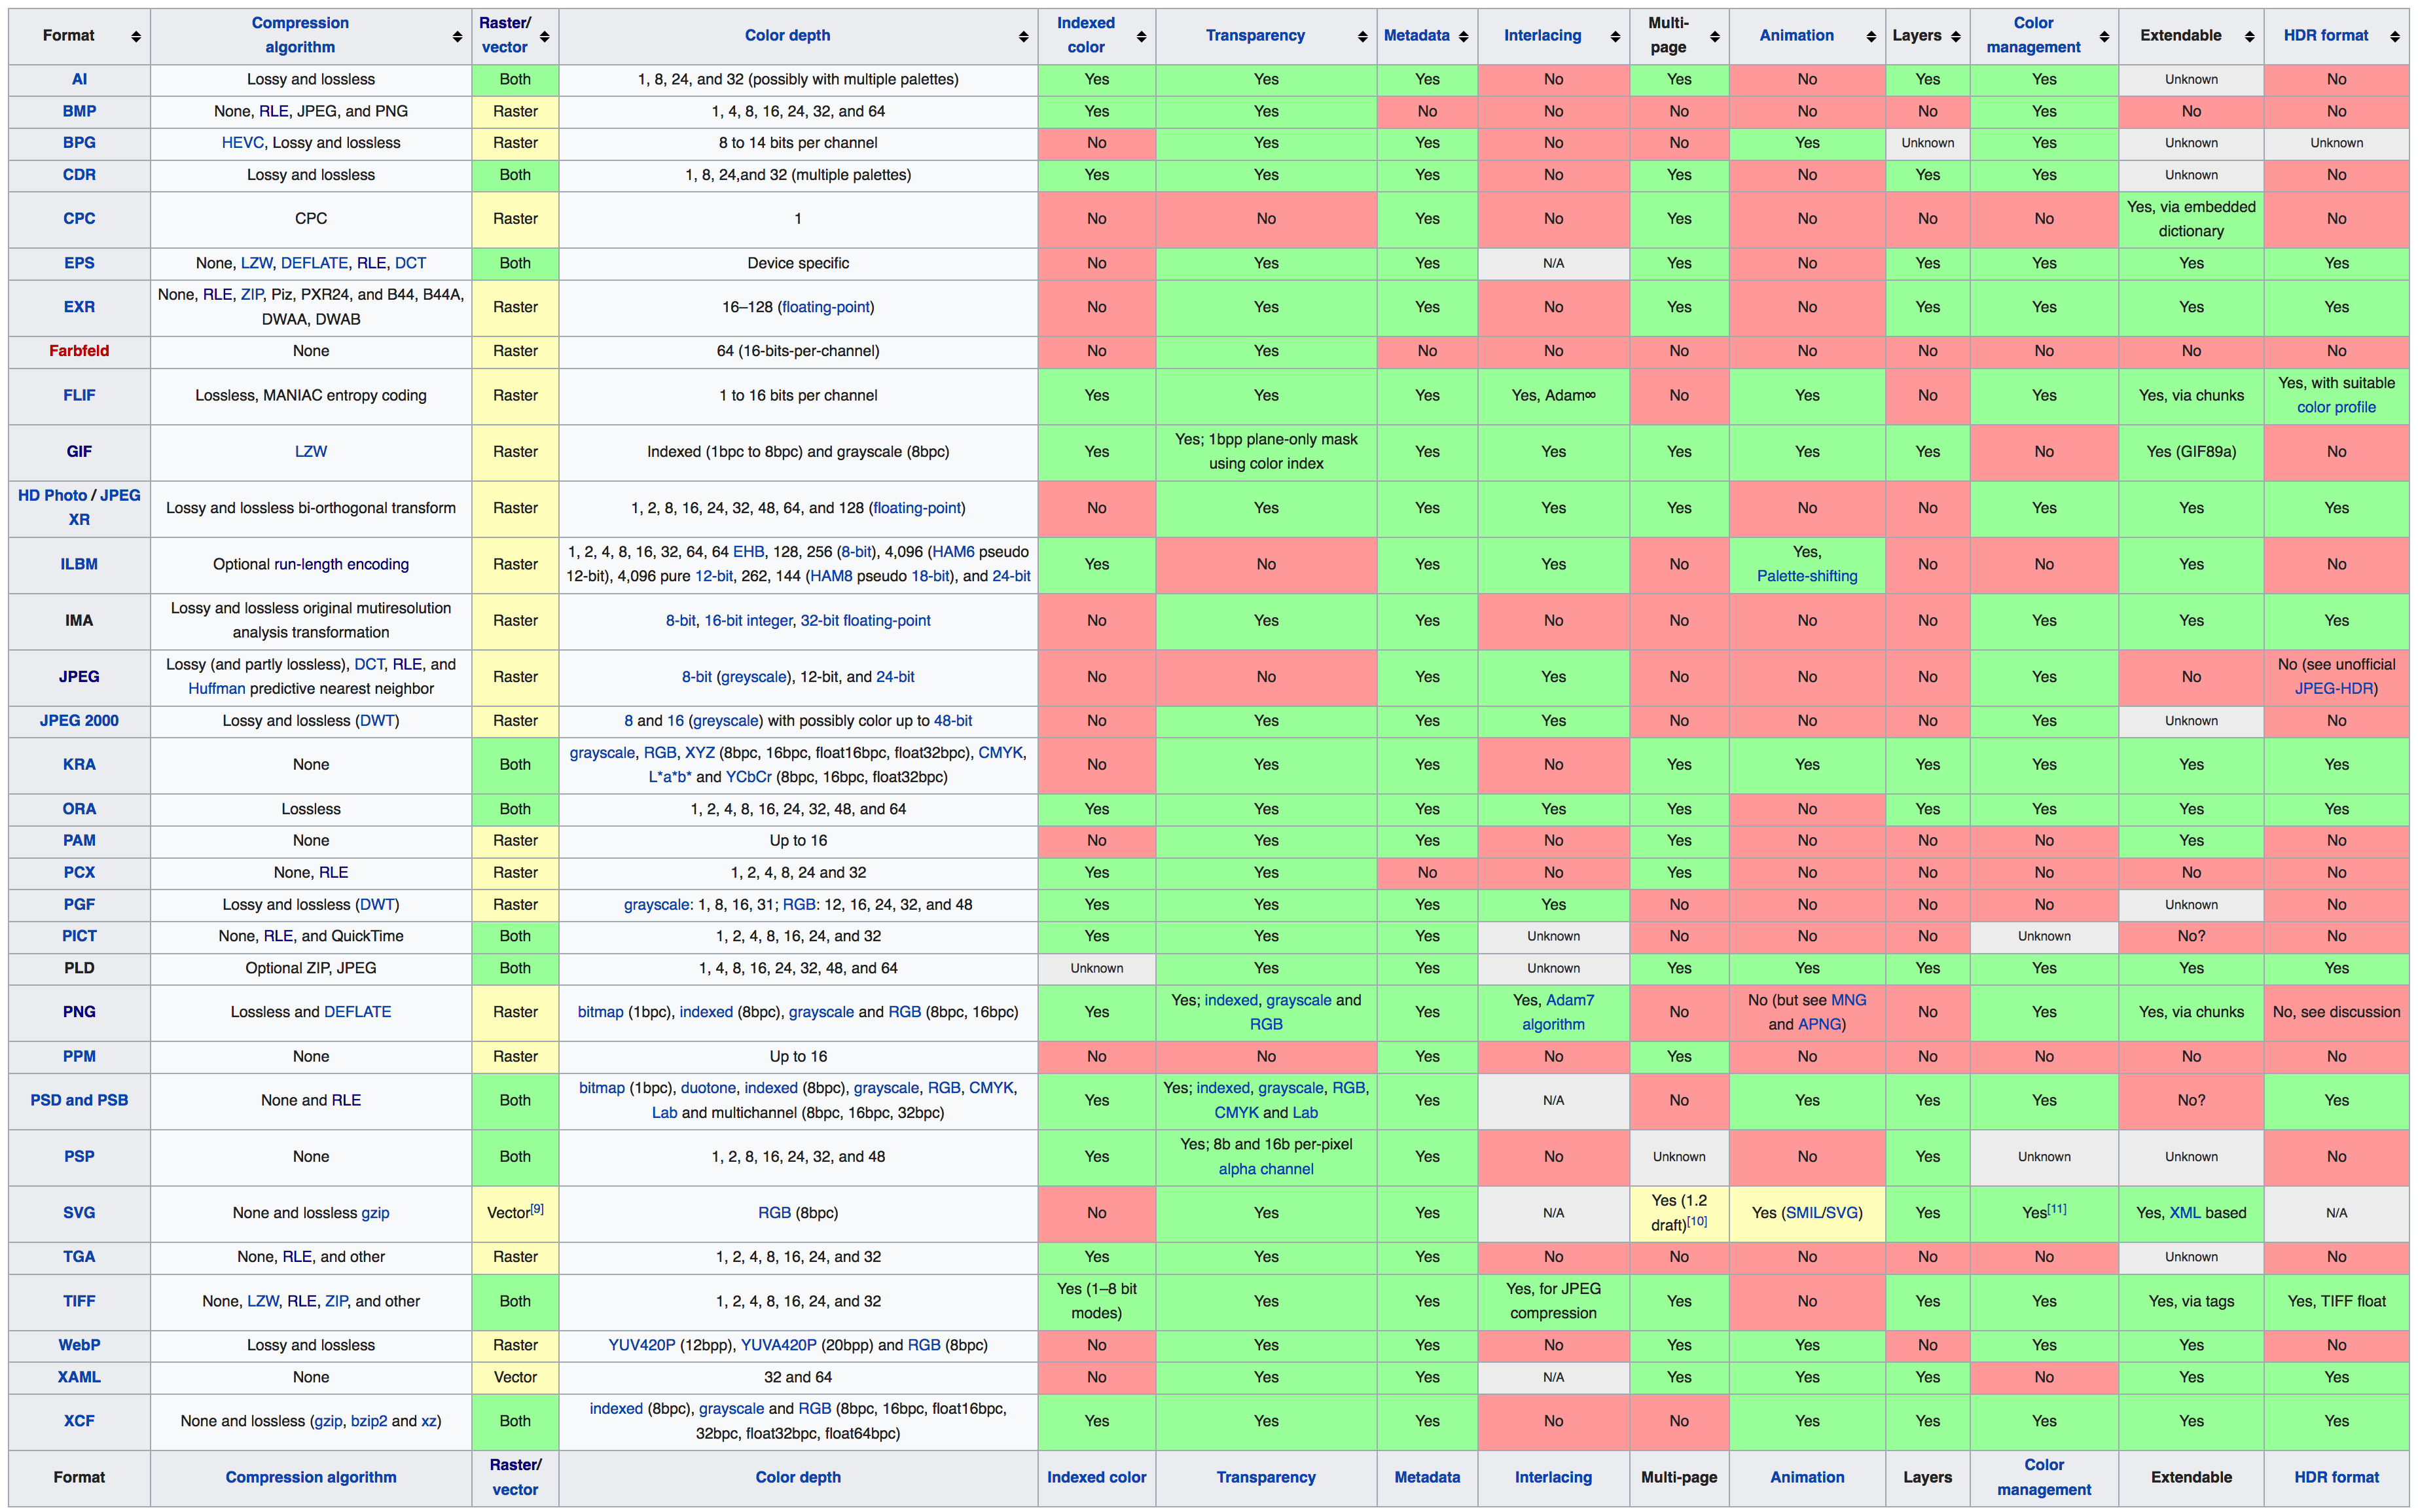 Format Compression algorithm Raster/ vector Color depth Indexed color Transparency Metadata Interlacing Multi-page Animation Layers Color management Extendable HDR format
AI Lossy and lossless Both 1, 8, 24, and 32 (possibly with multiple palettes) Yes Yes Yes No Yes No Yes Yes Unknown No
BMP None, RLE, JPEG, and PNG Raster 1, 4, 8, 16, 24, 32, and 64 Yes Yes No No No No No Yes No No
BPG HEVC, Lossy and lossless Raster 8 to 14 bits per channel No Yes Yes No No Yes Unknown Yes Unknown Unknown
CDR Lossy and lossless Both 1, 8, 24,and 32 (multiple palettes) Yes Yes Yes No Yes No Yes Yes Unknown No
CPC CPC Raster 1 No No Yes No Yes No No No Yes, via embedded dictionary No
EPS None, LZW, DEFLATE, RLE, DCT Both Device specific No Yes Yes N/A Yes No Yes Yes Yes Yes
EXR None, RLE, ZIP, Piz, PXR24, and B44, B44A, DWAA, DWAB Raster 16–128 (floating-point) No Yes Yes No Yes No Yes Yes Yes Yes
Farbfeld None Raster 64 (16-bits-per-channel) No Yes No No No No No No No No
FLIF Lossless, MANIAC entropy coding Raster 1 to 16 bits per channel Yes Yes Yes Yes, Adam∞ No Yes No Yes Yes, via chunks Yes, with suitable color profile
GIF LZW Raster Indexed (1bpc to 8bpc) and grayscale (8bpc) Yes Yes; 1bpp plane-only mask using color index Yes Yes Yes Yes Yes No Yes (GIF89a) No
HD Photo / JPEG XR Lossy and lossless bi-orthogonal transform Raster 1, 2, 8, 16, 24, 32, 48, 64, and 128 (floating-point) No Yes Yes Yes Yes No No Yes Yes Yes
ILBM Optional run-length encoding Raster 1, 2, 4, 8, 16, 32, 64, 64 EHB, 128, 256 (8-bit), 4,096 (HAM6 pseudo 12-bit), 4,096 pure 12-bit, 262, 144 (HAM8 pseudo 18-bit), and 24-bit Yes No Yes Yes No Yes, Palette-shifting No No Yes No
IMA Lossy and lossless original mutiresolution analysis transformation Raster 8-bit, 16-bit integer, 32-bit floating-point No Yes Yes No No No No Yes Yes Yes
JPEG Lossy (and partly lossless), DCT, RLE, and Huffman predictive nearest neighbor Raster 8-bit (greyscale), 12-bit, and 24-bit No No Yes Yes No No No Yes No No (see unofficial JPEG-HDR)
JPEG 2000 Lossy and lossless (DWT) Raster 8 and 16 (greyscale) with possibly color up to 48-bit No Yes Yes Yes No No No Yes Unknown No
KRA None Both grayscale, RGB, XYZ (8bpc, 16bpc, float16bpc, float32bpc), CMYK, L*a*b* and YCbCr (8bpc, 16bpc, float32bpc) No Yes Yes No Yes Yes Yes Yes Yes Yes
ORA Lossless Both 1, 2, 4, 8, 16, 24, 32, 48, and 64 Yes Yes Yes Yes Yes No Yes Yes Yes Yes
PAM None Raster Up to 16 No Yes Yes No Yes No No No Yes No
PCX None, RLE Raster 1, 2, 4, 8, 24 and 32 Yes Yes No No Yes No No No No No
PGF Lossy and lossless (DWT) Raster grayscale: 1, 8, 16, 31; RGB: 12, 16, 24, 32, and 48 Yes Yes Yes Yes No No No No Unknown No
PICT None, RLE, and QuickTime Both 1, 2, 4, 8, 16, 24, and 32 Yes Yes Yes Unknown No No No Unknown No? No
PLD Optional ZIP, JPEG Both 1, 4, 8, 16, 24, 32, 48, and 64 Unknown Yes Yes Unknown Yes Yes Yes Yes Yes Yes
PNG Lossless and DEFLATE Raster bitmap (1bpc), indexed (8bpc), grayscale and RGB (8bpc, 16bpc) Yes Yes; indexed, grayscale and RGB Yes Yes, Adam7 algorithm No No (but see MNG and APNG) No Yes Yes, via chunks No, see discussion
PPM None Raster Up to 16 No No Yes No Yes No No No No No
PSD and PSB None and RLE Both bitmap (1bpc), duotone, indexed (8bpc), grayscale, RGB, CMYK, Lab and multichannel (8bpc, 16bpc, 32bpc) Yes Yes; indexed, grayscale, RGB, CMYK and Lab Yes N/A No Yes Yes Yes No? Yes
PSP None Both 1, 2, 8, 16, 24, 32, and 48 Yes Yes; 8b and 16b per-pixel alpha channel Yes No Unknown No Yes Unknown Unknown No
SVG None and lossless gzip Vector[9] RGB (8bpc) No Yes Yes N/A Yes (1.2 draft)[10] Yes (SMIL/SVG) Yes Yes[11] Yes, XML based N/A
TGA None, RLE, and other Raster 1, 2, 4, 8, 16, 24, and 32 Yes Yes Yes No No No No No Unknown No
TIFF None, LZW, RLE, ZIP, and other Both 1, 2, 4, 8, 16, 24, and 32 Yes (1–8 bit modes) Yes Yes Yes, for JPEG compression Yes No Yes Yes Yes, via tags Yes, TIFF float
WebP Lossy and lossless Raster YUV420P (12bpp), YUVA420P (20bpp) and RGB (8bpc) No Yes Yes No Yes Yes No Yes Yes No
XAML None Vector 32 and 64 No Yes Yes N/A Yes Yes Yes No Yes Yes
XCF None and lossless (gzip, bzip2 and xz) Both indexed (8bpc), grayscale and RGB (8bpc, 16bpc, float16bpc, 32bpc, float32bpc, float64bpc) Yes Yes Yes No No Yes Yes Yes Yes Yes
Format Compression algorithm Raster/ vector Color depth Indexed color Transparency Metadata Interlacing Multi-page Animation Layers Color management Extendable HDR format